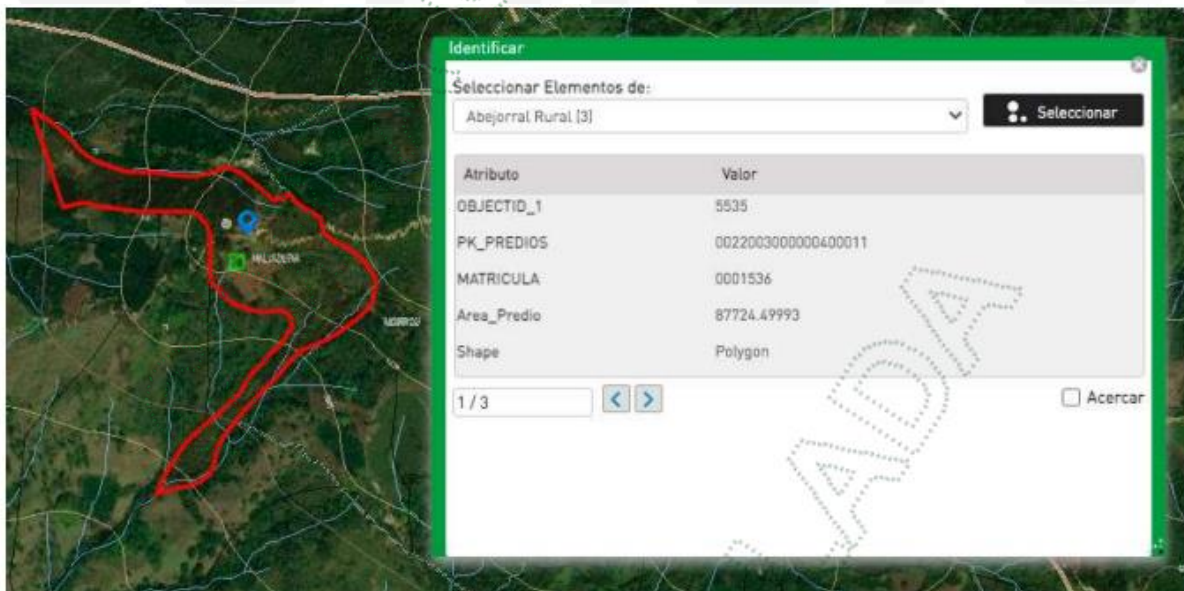 Identificar
Seleccionar Elementos de:
Abejorral Rural (3)
Seleccionar
Atributo Valor
OBJECTID_1 5535
PK_PREDIOS 0022003000000400011
MATRICULA 0001536
Area_Predio 87724.49993
Shape Polygon
1 / 3
Acercar
ADA